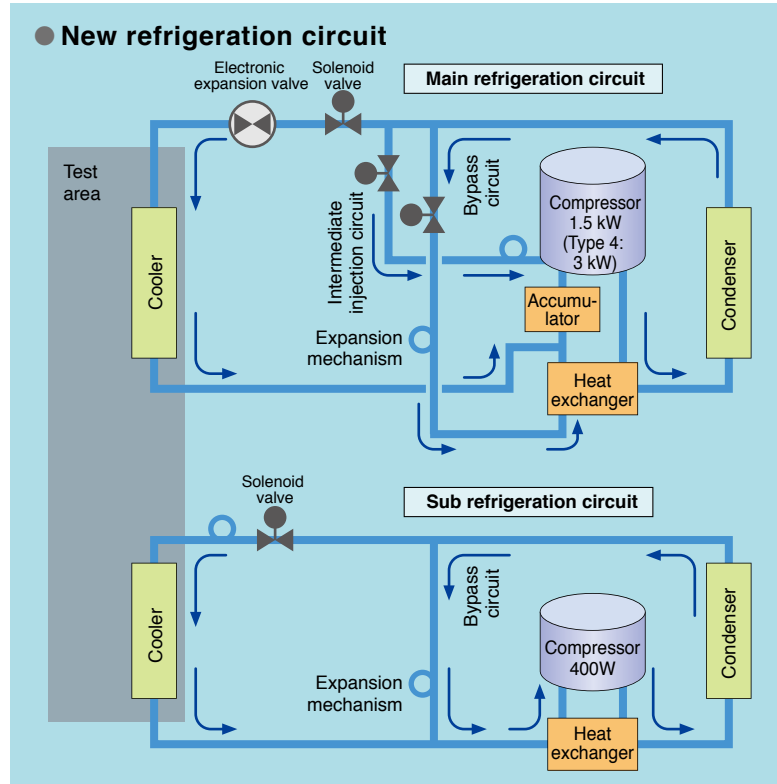 New refrigeration circuit
Electronic
expansion valve
Solenoid
valve
Main refrigeration circuit
Test
area
Cooler
Intermediate
injection circuit
Bypass
circuit
Compressor
1.5 kW
(Type 4:
3 kW)
Condenser
Accumu-
lator
Expansion
mechanism
Heat
exchanger
Solenoid
valve
Sub refrigeration circuit
Cooler
Bypass
circuit
Compressor
400W
Condenser
Expansion
mechanism
Heat
exchanger